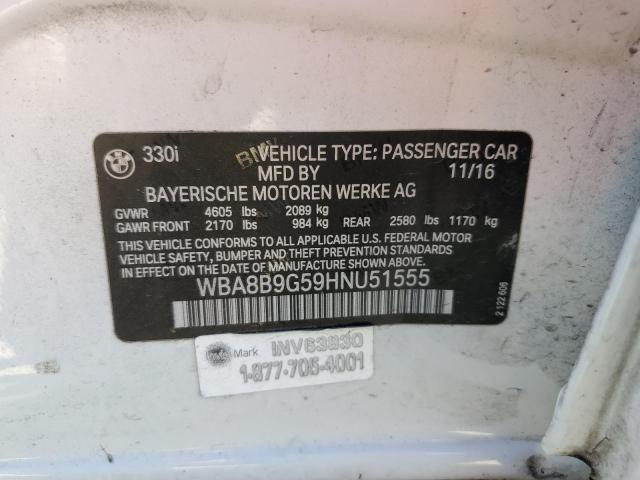 330i VEHICLE TYPE: PASSENGER CAR
MFD BY 11/16
BAYERISCHE MOTOREN WERKE AG
GVWR 4605 lbs 2089 kg
GAWR FRONT 2170 lbs 984 kg REAR 2580 lbs 1170 kg
THIS VEHICLE CONFORMS TO ALL APPLICABLE U.S. FEDERAL MOTOR
VEHICLE SAFETY, BUMPER, AND THEFT PREVENTION STANDARDS IN
EFFECT ON THE DATE OF MANUFACTURE SHOWN ABOVE.
WBA8B9G59HNU51555
2 122 606
Mark INV63930
1-877-705-4001